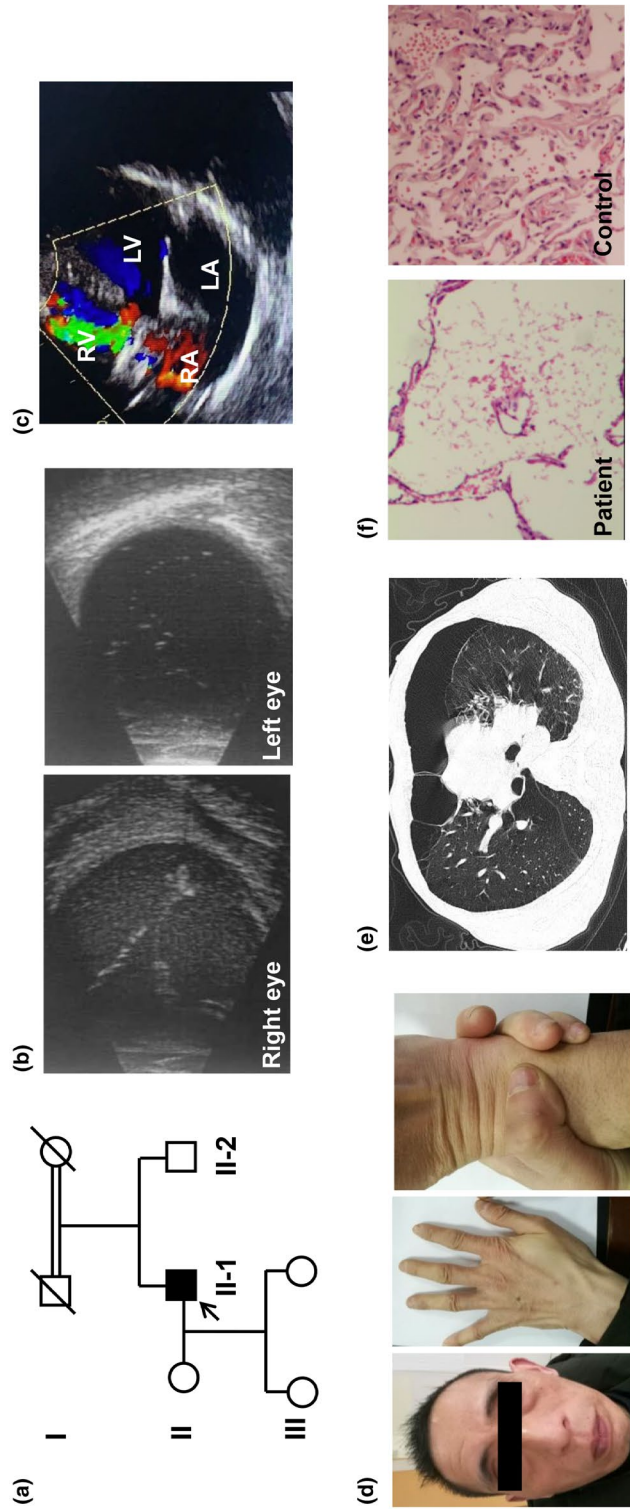 (a)
I
II
II-1
II-2
III
(b)
Right eye
Left eye
(c)
RV
LV
RA
LA
(d)
(e)
(f)
Patient
Control